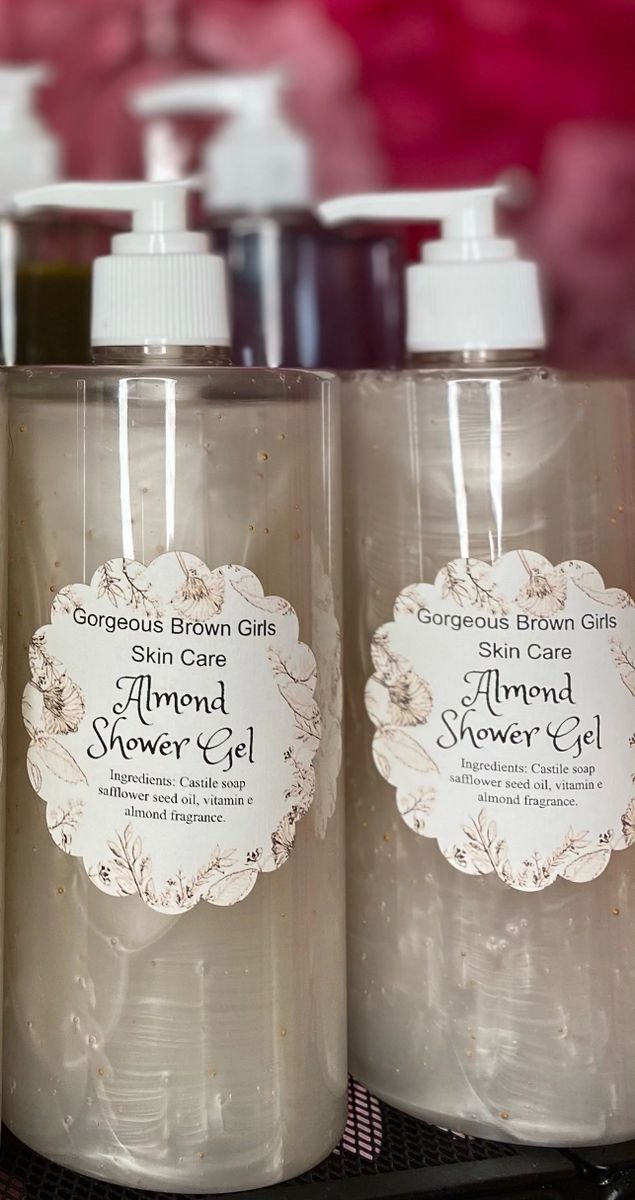 Gorgeous Brown Girls
Skin Care
Almond
Shower Gel
Ingredients: Castile soap
safflower seed oil, vitamin e
almond fragrance.
Gorgeous Brown Girls
Skin Care
Almond
Shower Gel
Ingredients: Castile soap
safflower seed oil, vitamin e
almond fragrance.